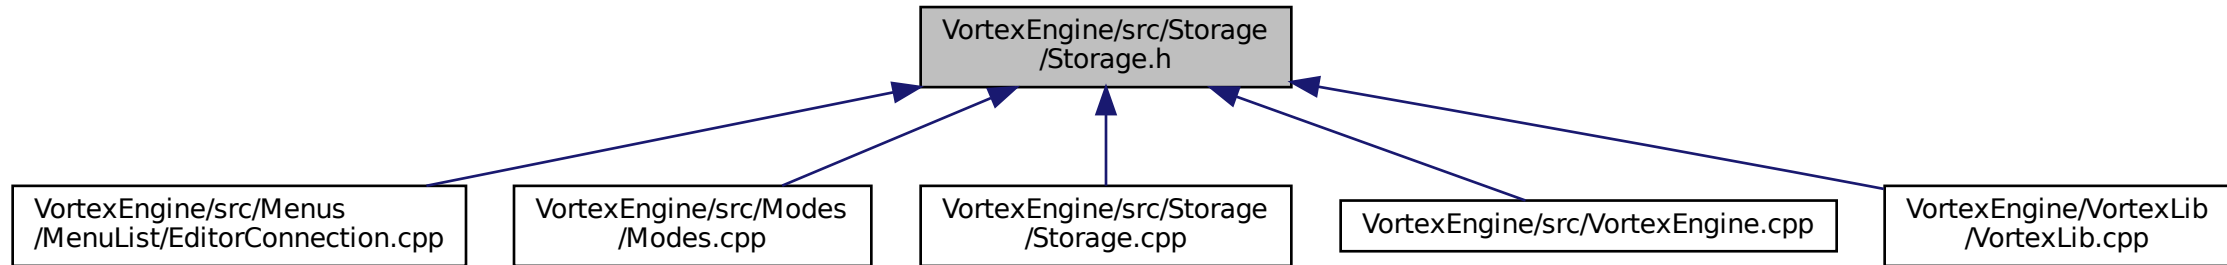 VortexEngine/src/Storage
/Storage.h
VortexEngine/src/Menus
/MenuList/EditorConnection.cpp
VortexEngine/src/Modes
/Modes.cpp
VortexEngine/src/Storage
/Storage.cpp
VortexEngine/src/VortexEngine.cpp
VortexEngine/VortexLib
/VortexLib.cpp